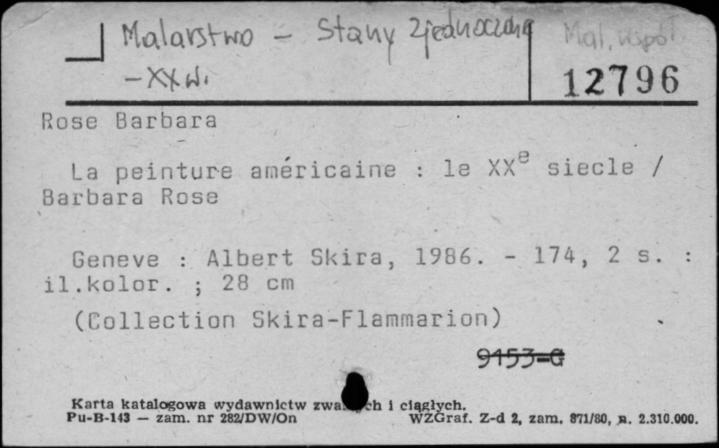 Malarstwo - Stany Zjednoczone Mal. współ.
- XX w. 12796
Rose Barbara
La peinture américaine : le XXe siecle /
Barbara Rose
Geneve : Albert Skira, 1986. - 174, 2 s. :
il.kolor. ; 28 cm
(Collection Skira-Flammarion)
9153-G
Karta katalogowa wydawnictw i ciągłych.
Pu-B-143 — zam. nr 282/DW/On WZGraf. Z-d 2, zam. 871/80, n. 2.310.000.